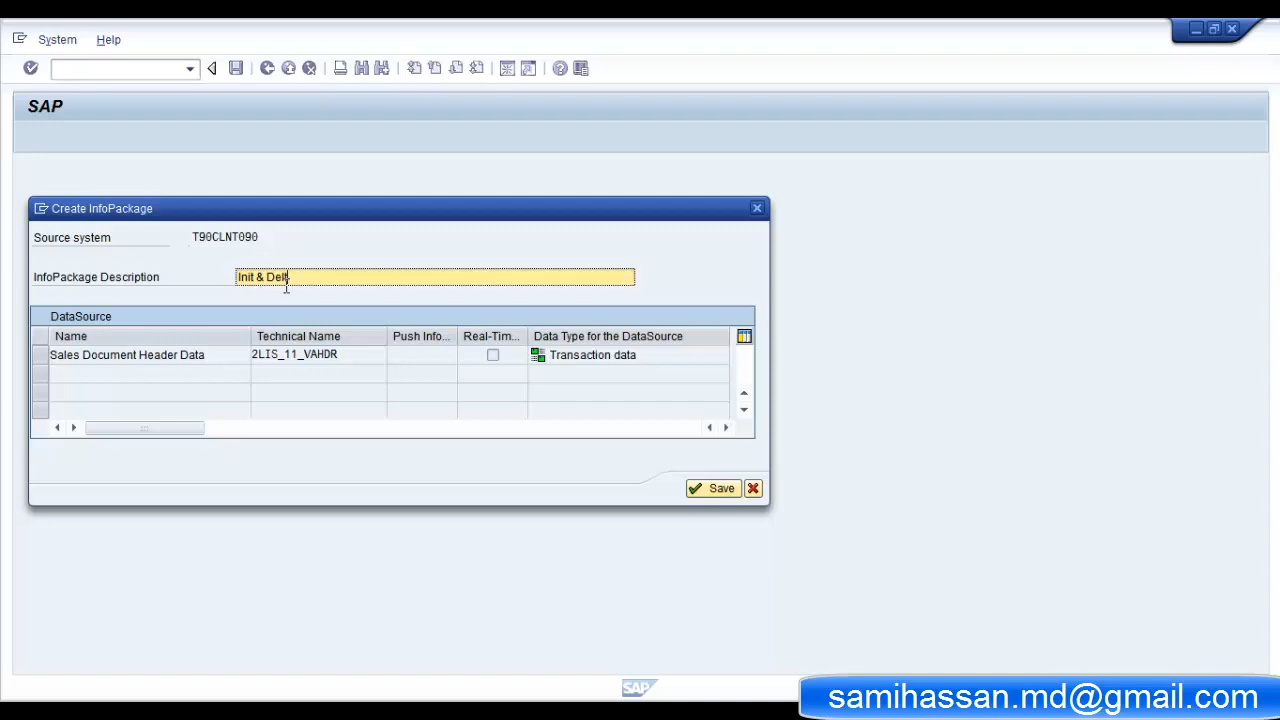 System Help
SAP
Create InfoPackage
Source system T90CLNT090
InfoPackage Description Init & Delt
DataSource
Name Technical Name Push Info... Real-Tim... Data Type for the DataSource
Sales Document Header Data 2LIS_11_VAHDR Transaction data
Save
SAP
samihassan.md@gmail.com